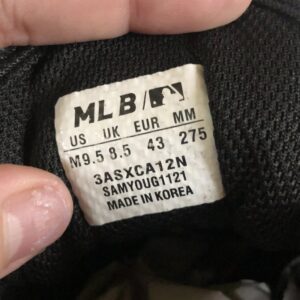 MLB
US UK EUR MM
M9.5 8.5 43 275
3ASXCA12N
SAMYOUG1121
MADE IN KOREA